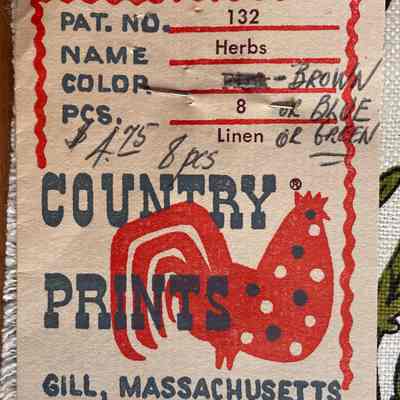 PAT. NO. 132
NAME Herbs
COLOR - BROWN
PCS. 8 OR BLUE
Linen OR GREEN
$4.75 8 pcs
COUNTRY®
PRINTS
GILL, MASSACHUSETTS